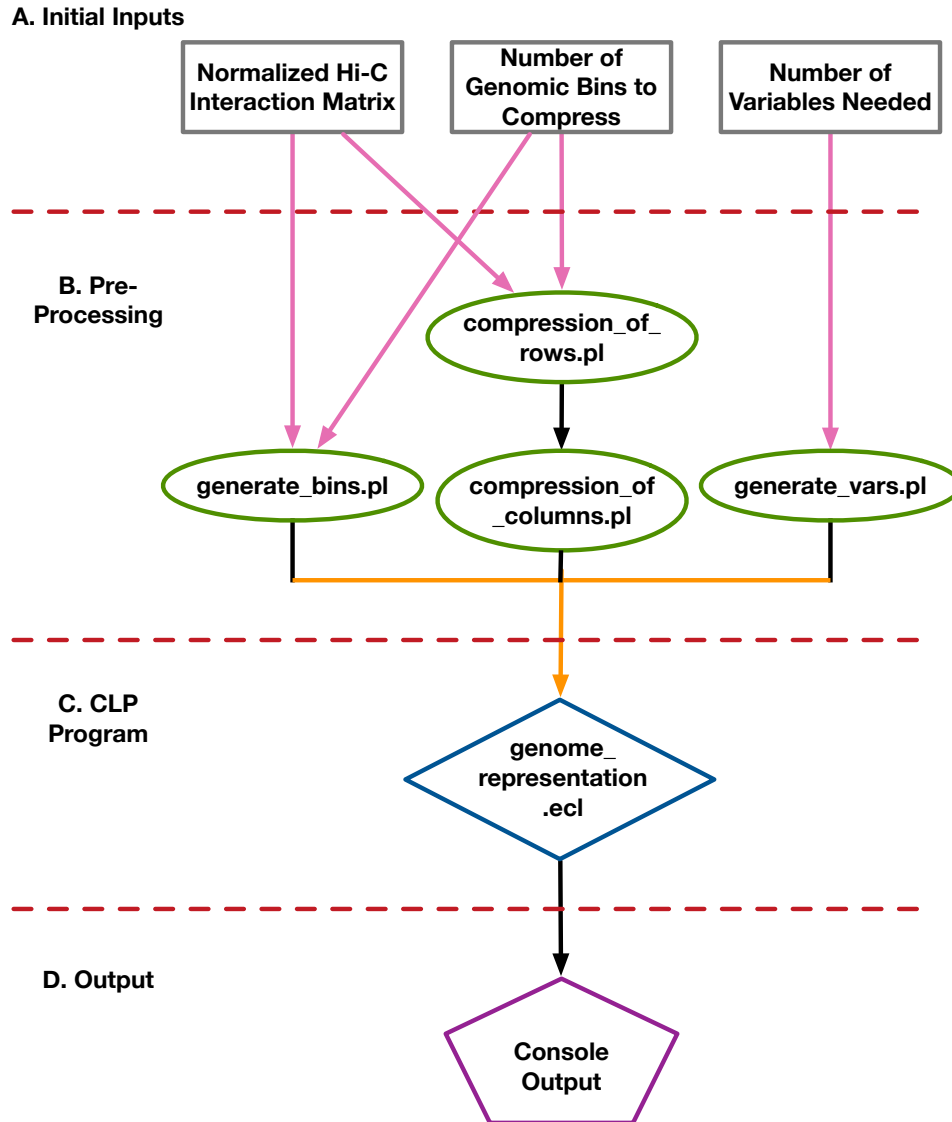 A. Initial Inputs
Normalized Hi-C
Interaction Matrix
Number of
Genomic Bins to
Compress
Number of
Variables Needed
B. Pre-
Processing
compression_of_
rows.pl
generate_bins.pl
compression_of
_columns.pl
generate_vars.pl
C. CLP
Program
genome_
representation
.ecl
D. Output
Console
Output